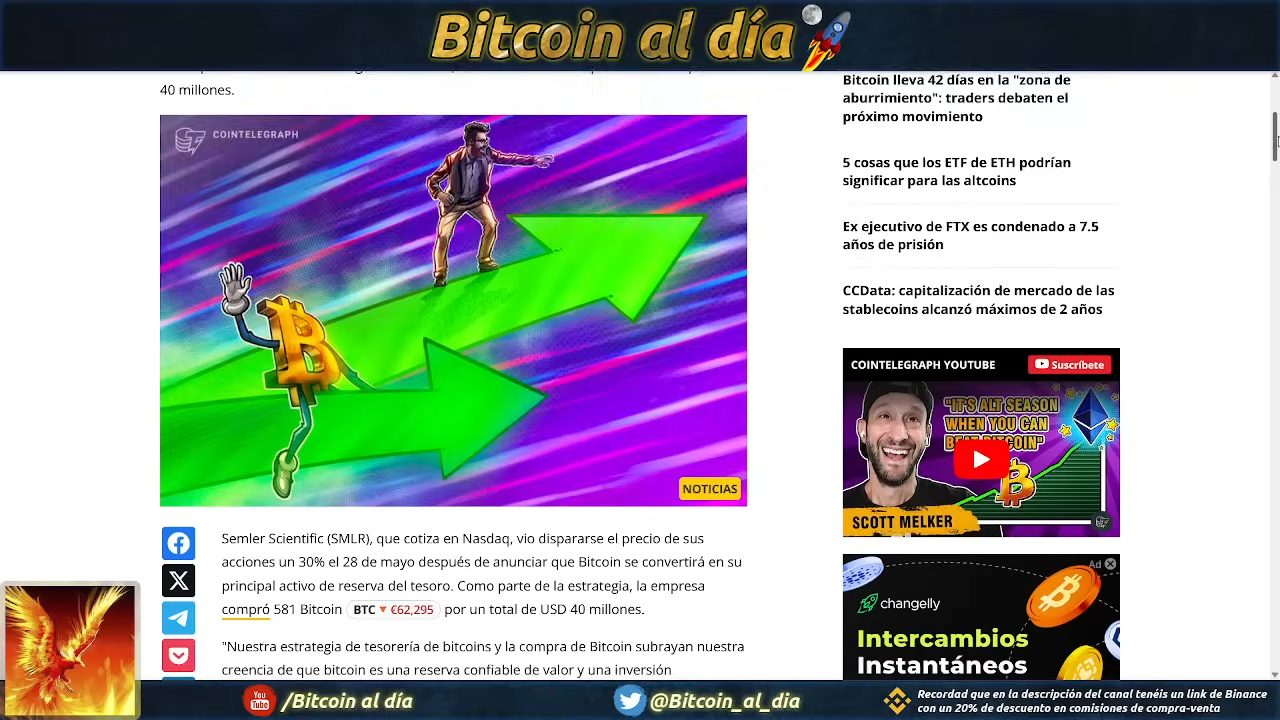 Bitcoin al día
40 millones.
COINTELEGRAPH
NOTICIAS
(SMLR), que cotiza en Nasdaq, vio dispararse el precio de sus
acciones un 30% el 28 de mayo después de anunciar que Bitcoin se convertirá en su
principal activo de reserva del tesoro. Como parte de la estrategia, la empresa
581 Bitcoin BTC ▼ €62,295 por un total de USD 40 millones.
"Nuestra estrategia de tesorería de bitcoins y la compra de Bitcoin subrayan nuestra
creencia de que bitcoin es una reserva confiable de valor y una inversión
Bitcoin lleva 42 días en la "zona de
aburrimiento": traders debaten el
próximo movimiento
5 cosas que los ETF de ETH podrían
significar para las altcoins
Ex ejecutivo de FTX es condenado a 7.5
años de prisión
CCData: capitalización de mercado de las
stablecoins alcanzó máximos de 2 años
COINTELEGRAPH YOUTUBE
Suscríbete
"IT'S ALT SEASON
WHEN YOU CAN
BEAT BITCOIN"
SCOTT MELKER
Ad
changelly
Intercambios
Instantáneos
You
Tube
/Bitcoin al día
@Bitcoin_al_dia
Recordad que en la descripción del canal tenéis un link de Binance
con un 20% de descuento en comisiones de compra-venta